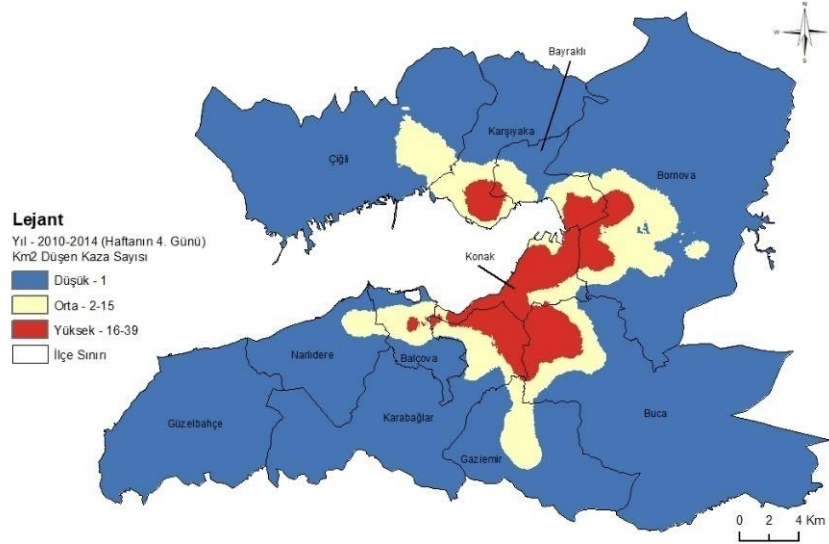 N
W E
S
Bayraklı
Karşıyaka
Çiğli
Bornova
Lejant
Yıl - 2010-2014 (Haftanın 4. Günü)
Km2 Düşen Kaza Sayısı
Düşük - 1
Orta - 2-15
Yüksek - 16-39
İlçe Sınırı
Konak
Narlıdere
Balçova
Güzelbahçe
Karabağlar
Buca
Gaziemir
0 2 4 Km